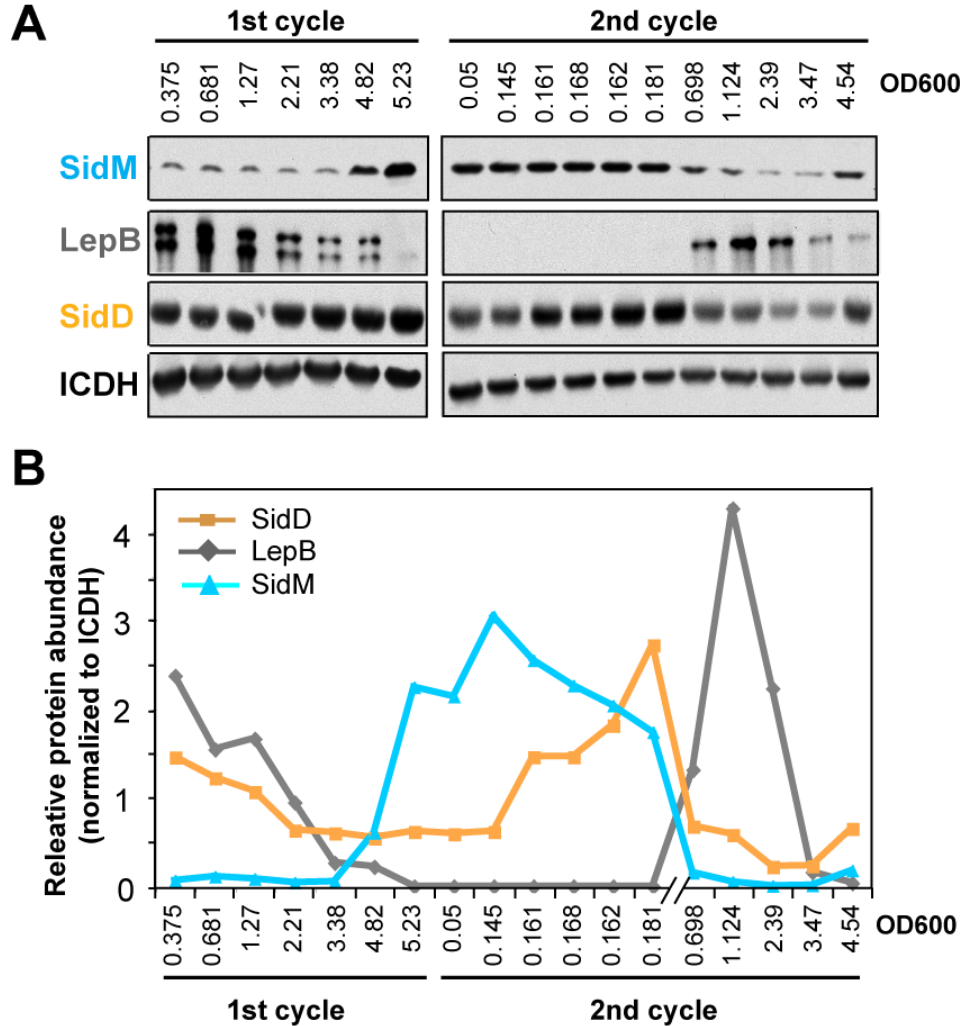 A
1st cycle 2nd cycle
0.375 0.681 1.27 2.21 3.38 4.82 5.23 0.05 0.145 0.161 0.168 0.162 0.181 0.698 1.124 2.39 3.47 4.54 OD600
SidM
LepB
SidD
ICDH
B
Releative protein abundance
(normalized to ICDH)
SidD
LepB
SidM
4
3
2
1
0
0.375 0.681 1.27 2.21 3.38 4.82 5.23 0.05 0.145 0.161 0.168 0.162 0.181 0.698 1.124 2.39 3.47 4.54 OD600
1st cycle 2nd cycle